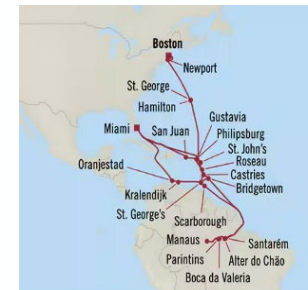 Boston
Newport
St. George
Hamilton
Gustavia
Miami
San Juan
Philipsburg
St. John's
Oranjestad
Roseau
Castries
Bridgetown
Kralendijk
St. George's
Scarborough
Manaus
Santarém
Parintins
Alter do Chão
Boca da Valeria